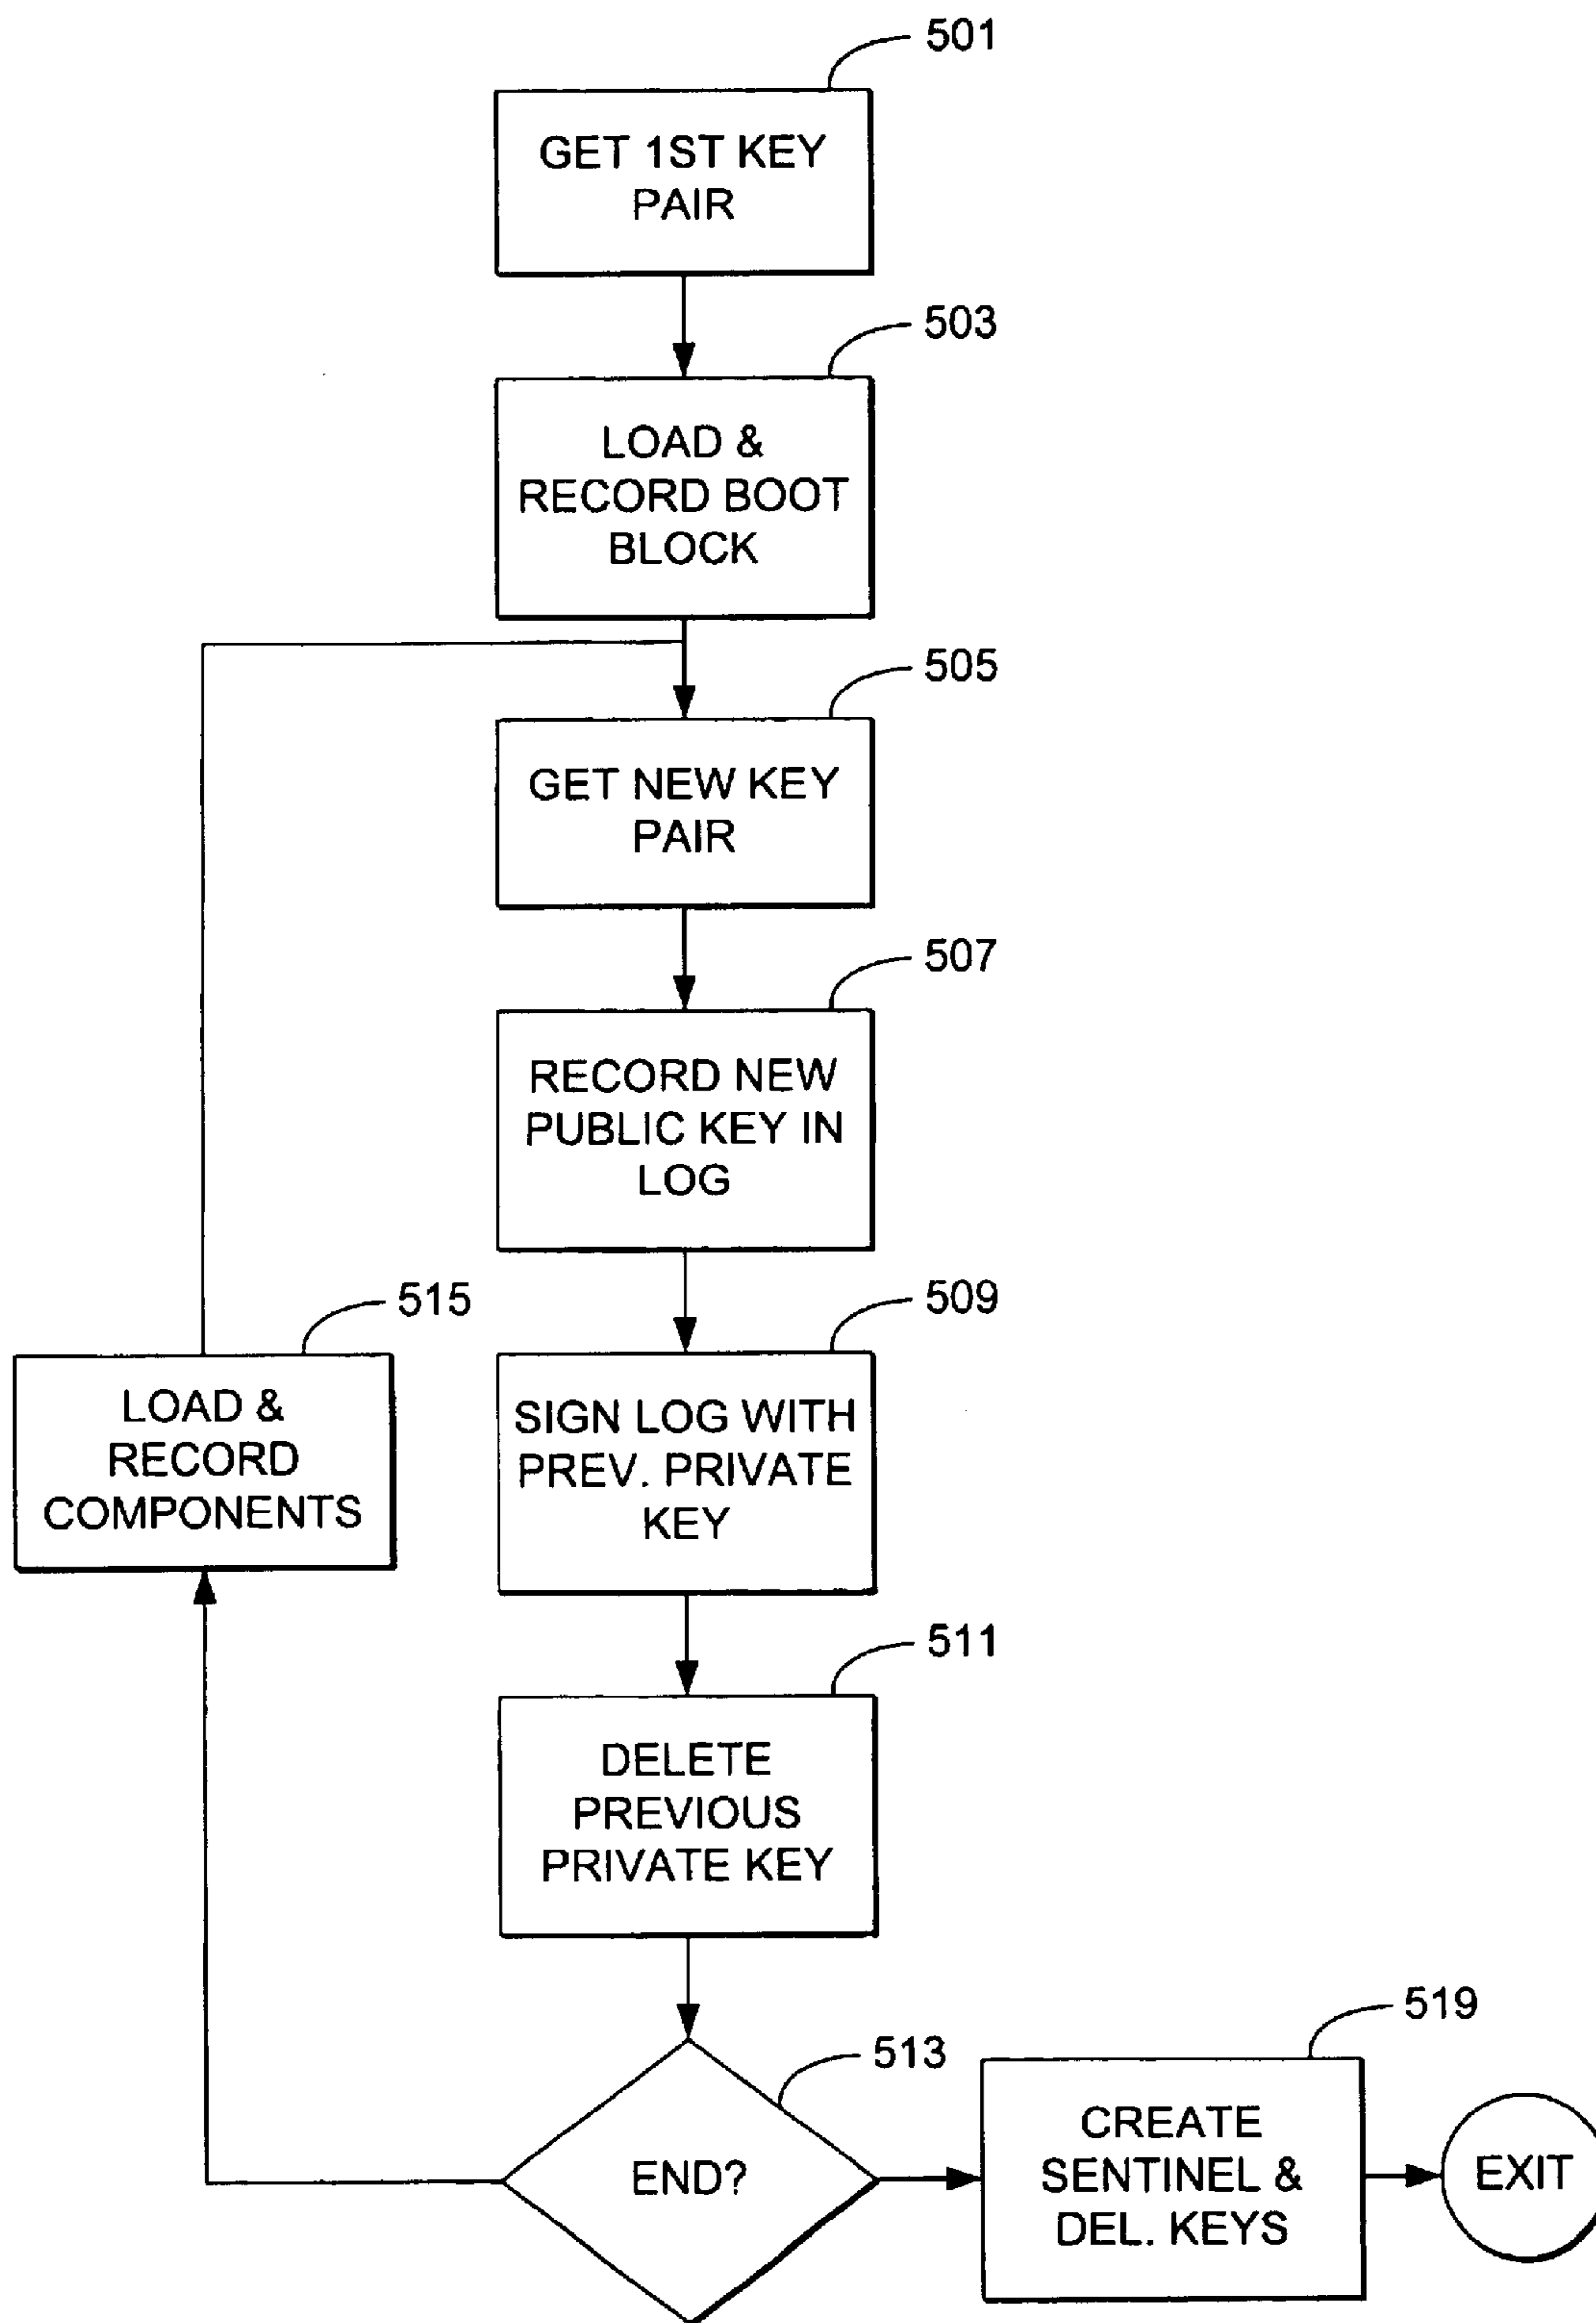 501
GET 1ST KEY
PAIR
503
LOAD &
RECORD BOOT
BLOCK
505
GET NEW KEY
PAIR
507
RECORD NEW
PUBLIC KEY IN
LOG
509
SIGN LOG WITH
PREV. PRIVATE
KEY
515
LOAD &
RECORD
COMPONENTS
511
DELETE
PREVIOUS
PRIVATE KEY
513
END?
519
CREATE
SENTINEL &
DEL. KEYS
EXIT